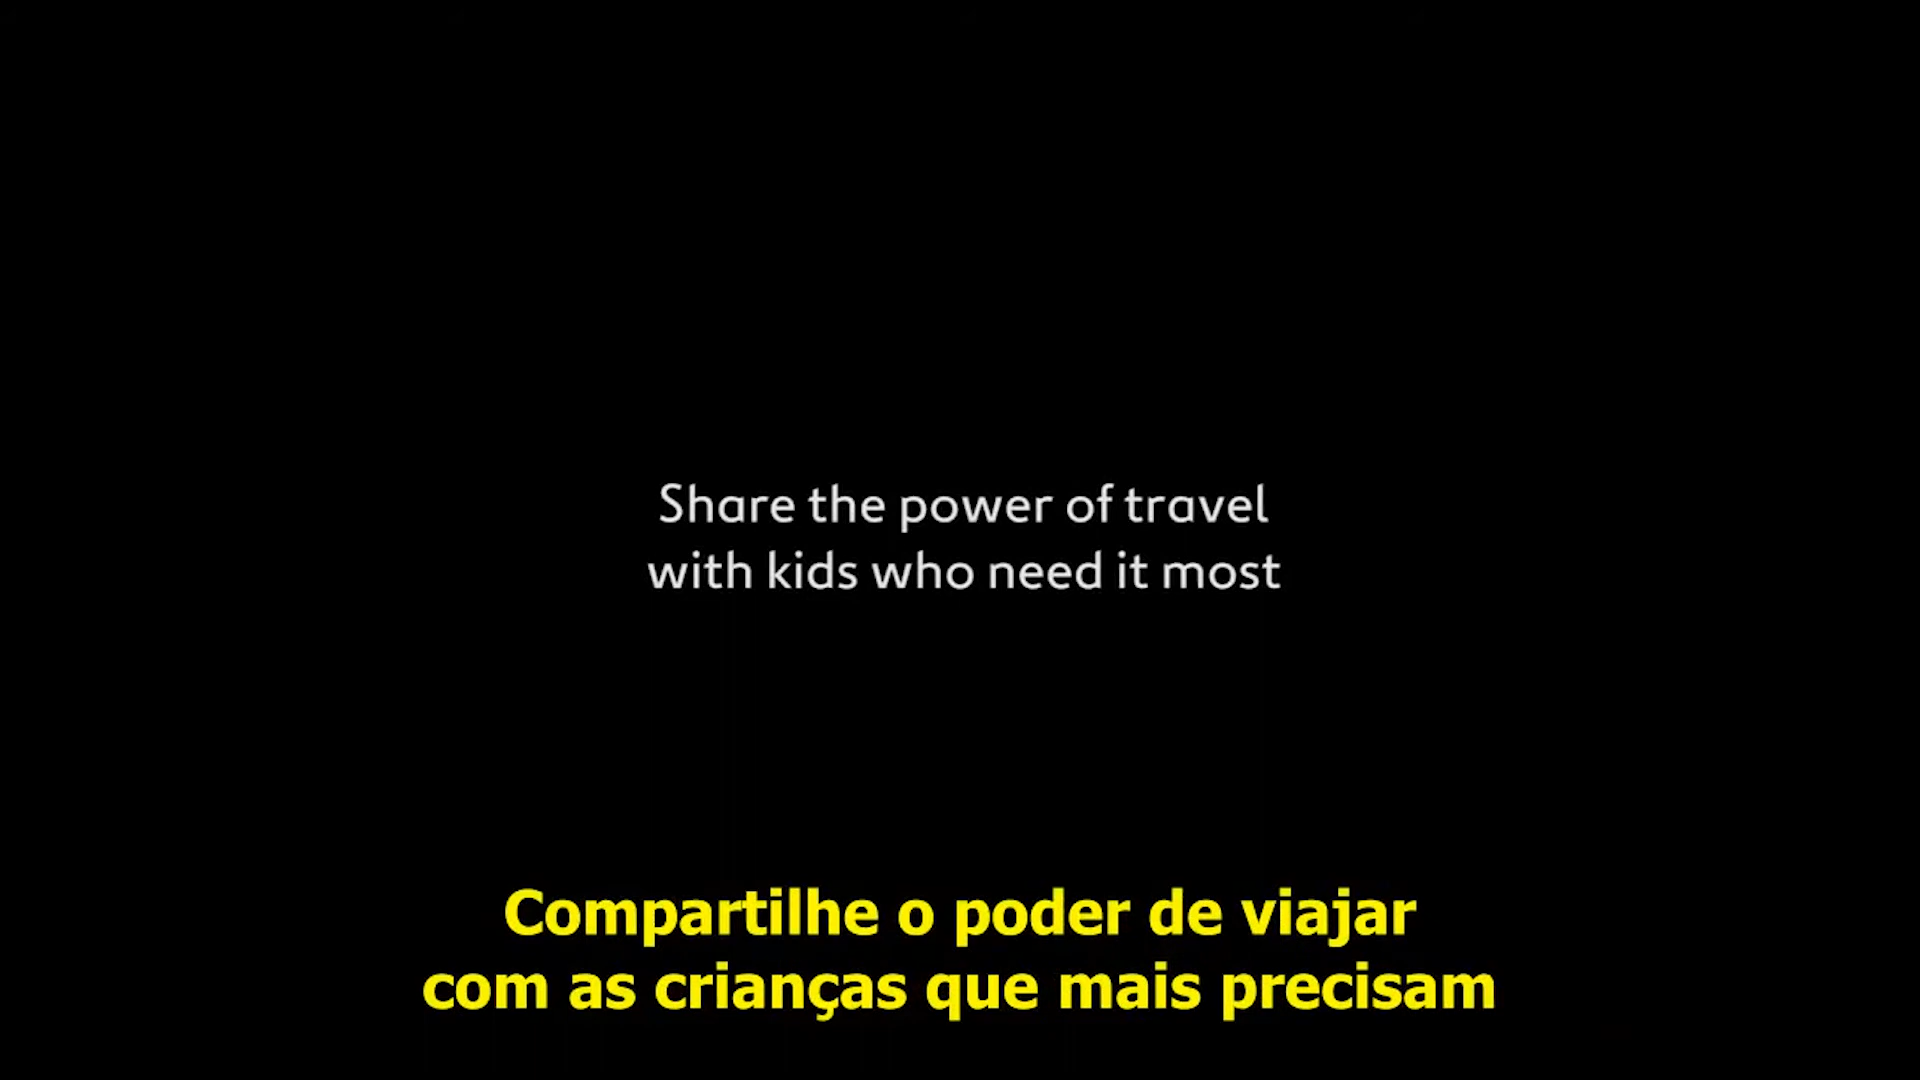 Share the power of travel
with kids who need it most
Compartilhe o poder de viajar
com as crianças que mais precisam